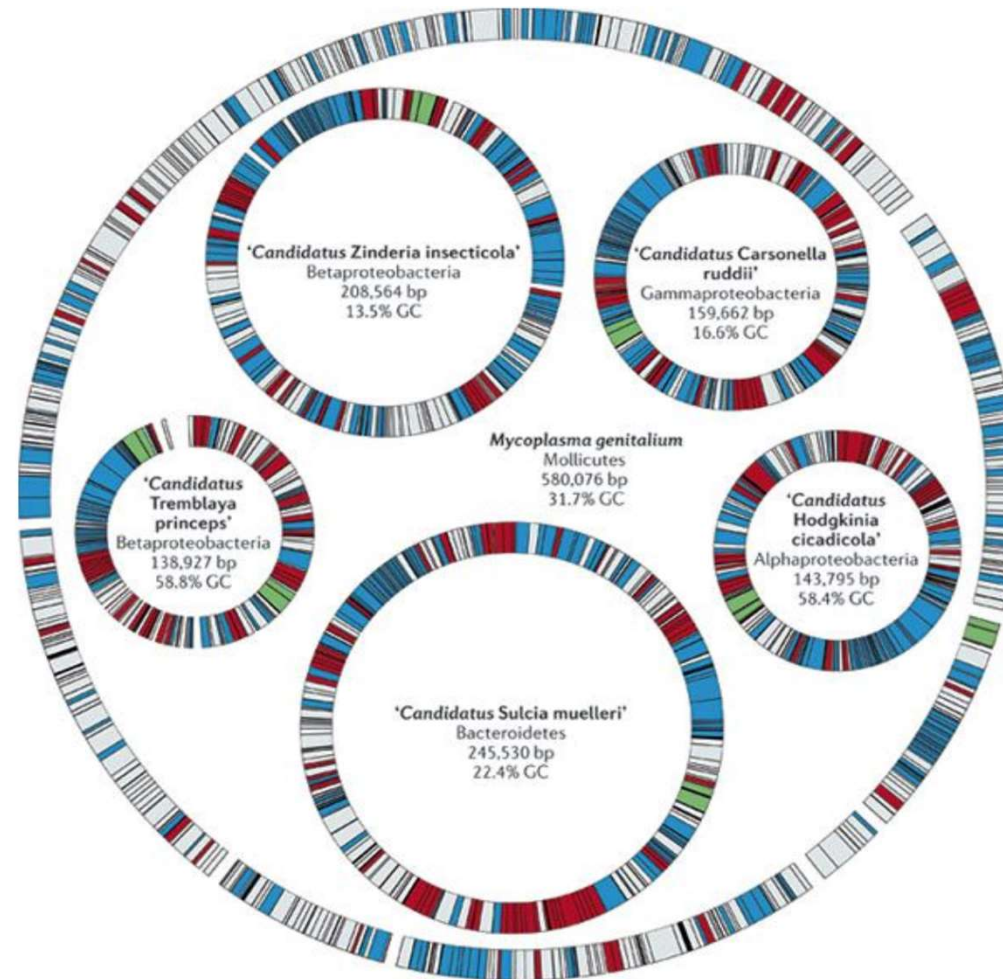 ‘Candidatus Zinderia insecticola’
Betaproteobacteria
208,564 bp
13.5% GC
‘Candidatus Carsonella
ruddii’
Gammaproteobacteria
159,662 bp
16.6% GC
Mycoplasma genitalium
Mollicutes
580,076 bp
31.7% GC
‘Candidatus
Tremblaya
princeps’
Betaproteobacteria
138,927 bp
58.8% GC
‘Candidatus
Hodgkinia
cicadicola’
Alphaproteobacteria
143,795 bp
58.4% GC
‘Candidatus Sulcia muelleri’
Bacteroidetes
245,530 bp
22.4% GC